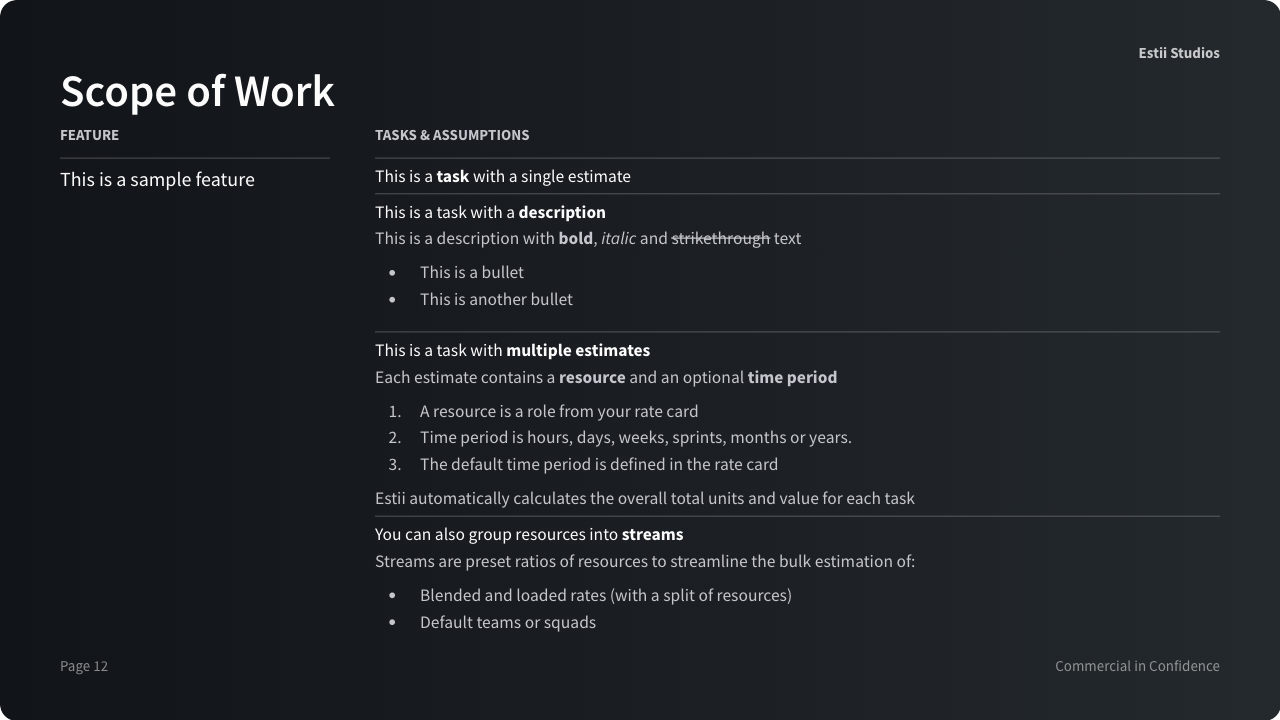 Estii Studios
Scope of Work
FEATURE
TASKS & ASSUMPTIONS
This is a sample feature
This is a task with a single estimate
This is a task with a description
This is a description with bold, italic and strikethrough text
• This is a bullet
• This is another bullet
This is a task with multiple estimates
Each estimate contains a resource and an optional time period
1. A resource is a role from your rate card
2. Time period is hours, days, weeks, sprints, months or years.
3. The default time period is defined in the rate card
Estii automatically calculates the overall total units and value for each task
You can also group resources into streams
Streams are preset ratios of resources to streamline the bulk estimation of:
• Blended and loaded rates (with a split of resources)
• Default teams or squads
Page 12
Commercial in Confidence